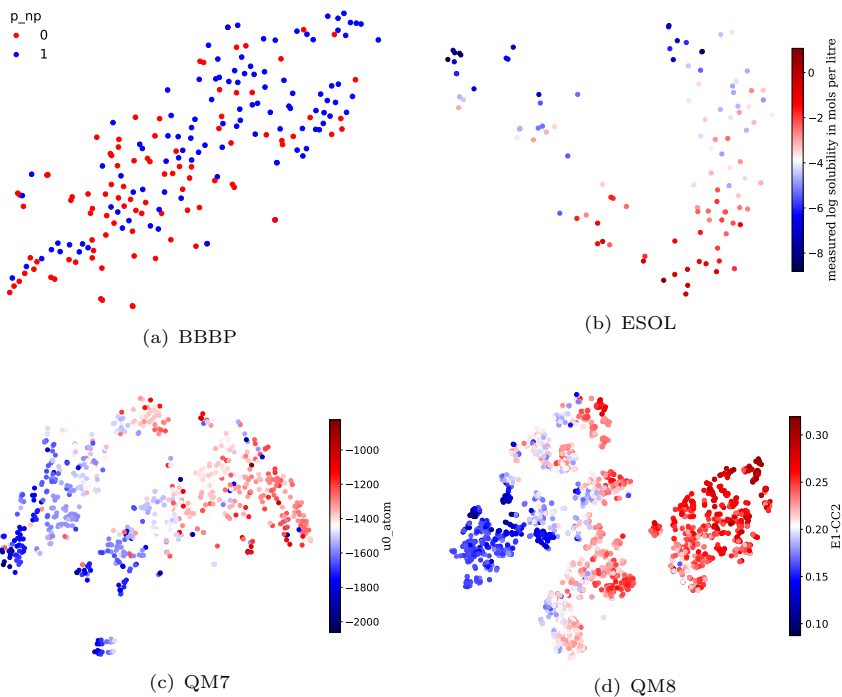 p_np
0
1
(a) BBBP
0
−2
−4
−6
−8
measured log solubility in mols per litre
(b) ESOL
−1000
−1200
−1400
−1600
−1800
−2000
u0_atom
(c) QM7
0.30
0.25
0.20
0.15
0.10
E1-CC2
(d) QM8